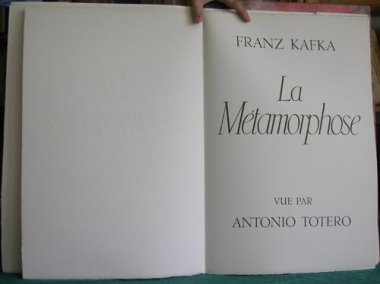 FRANZ KAFKA
La
Métamorphose
VUE PAR
ANTONIO TOTERO